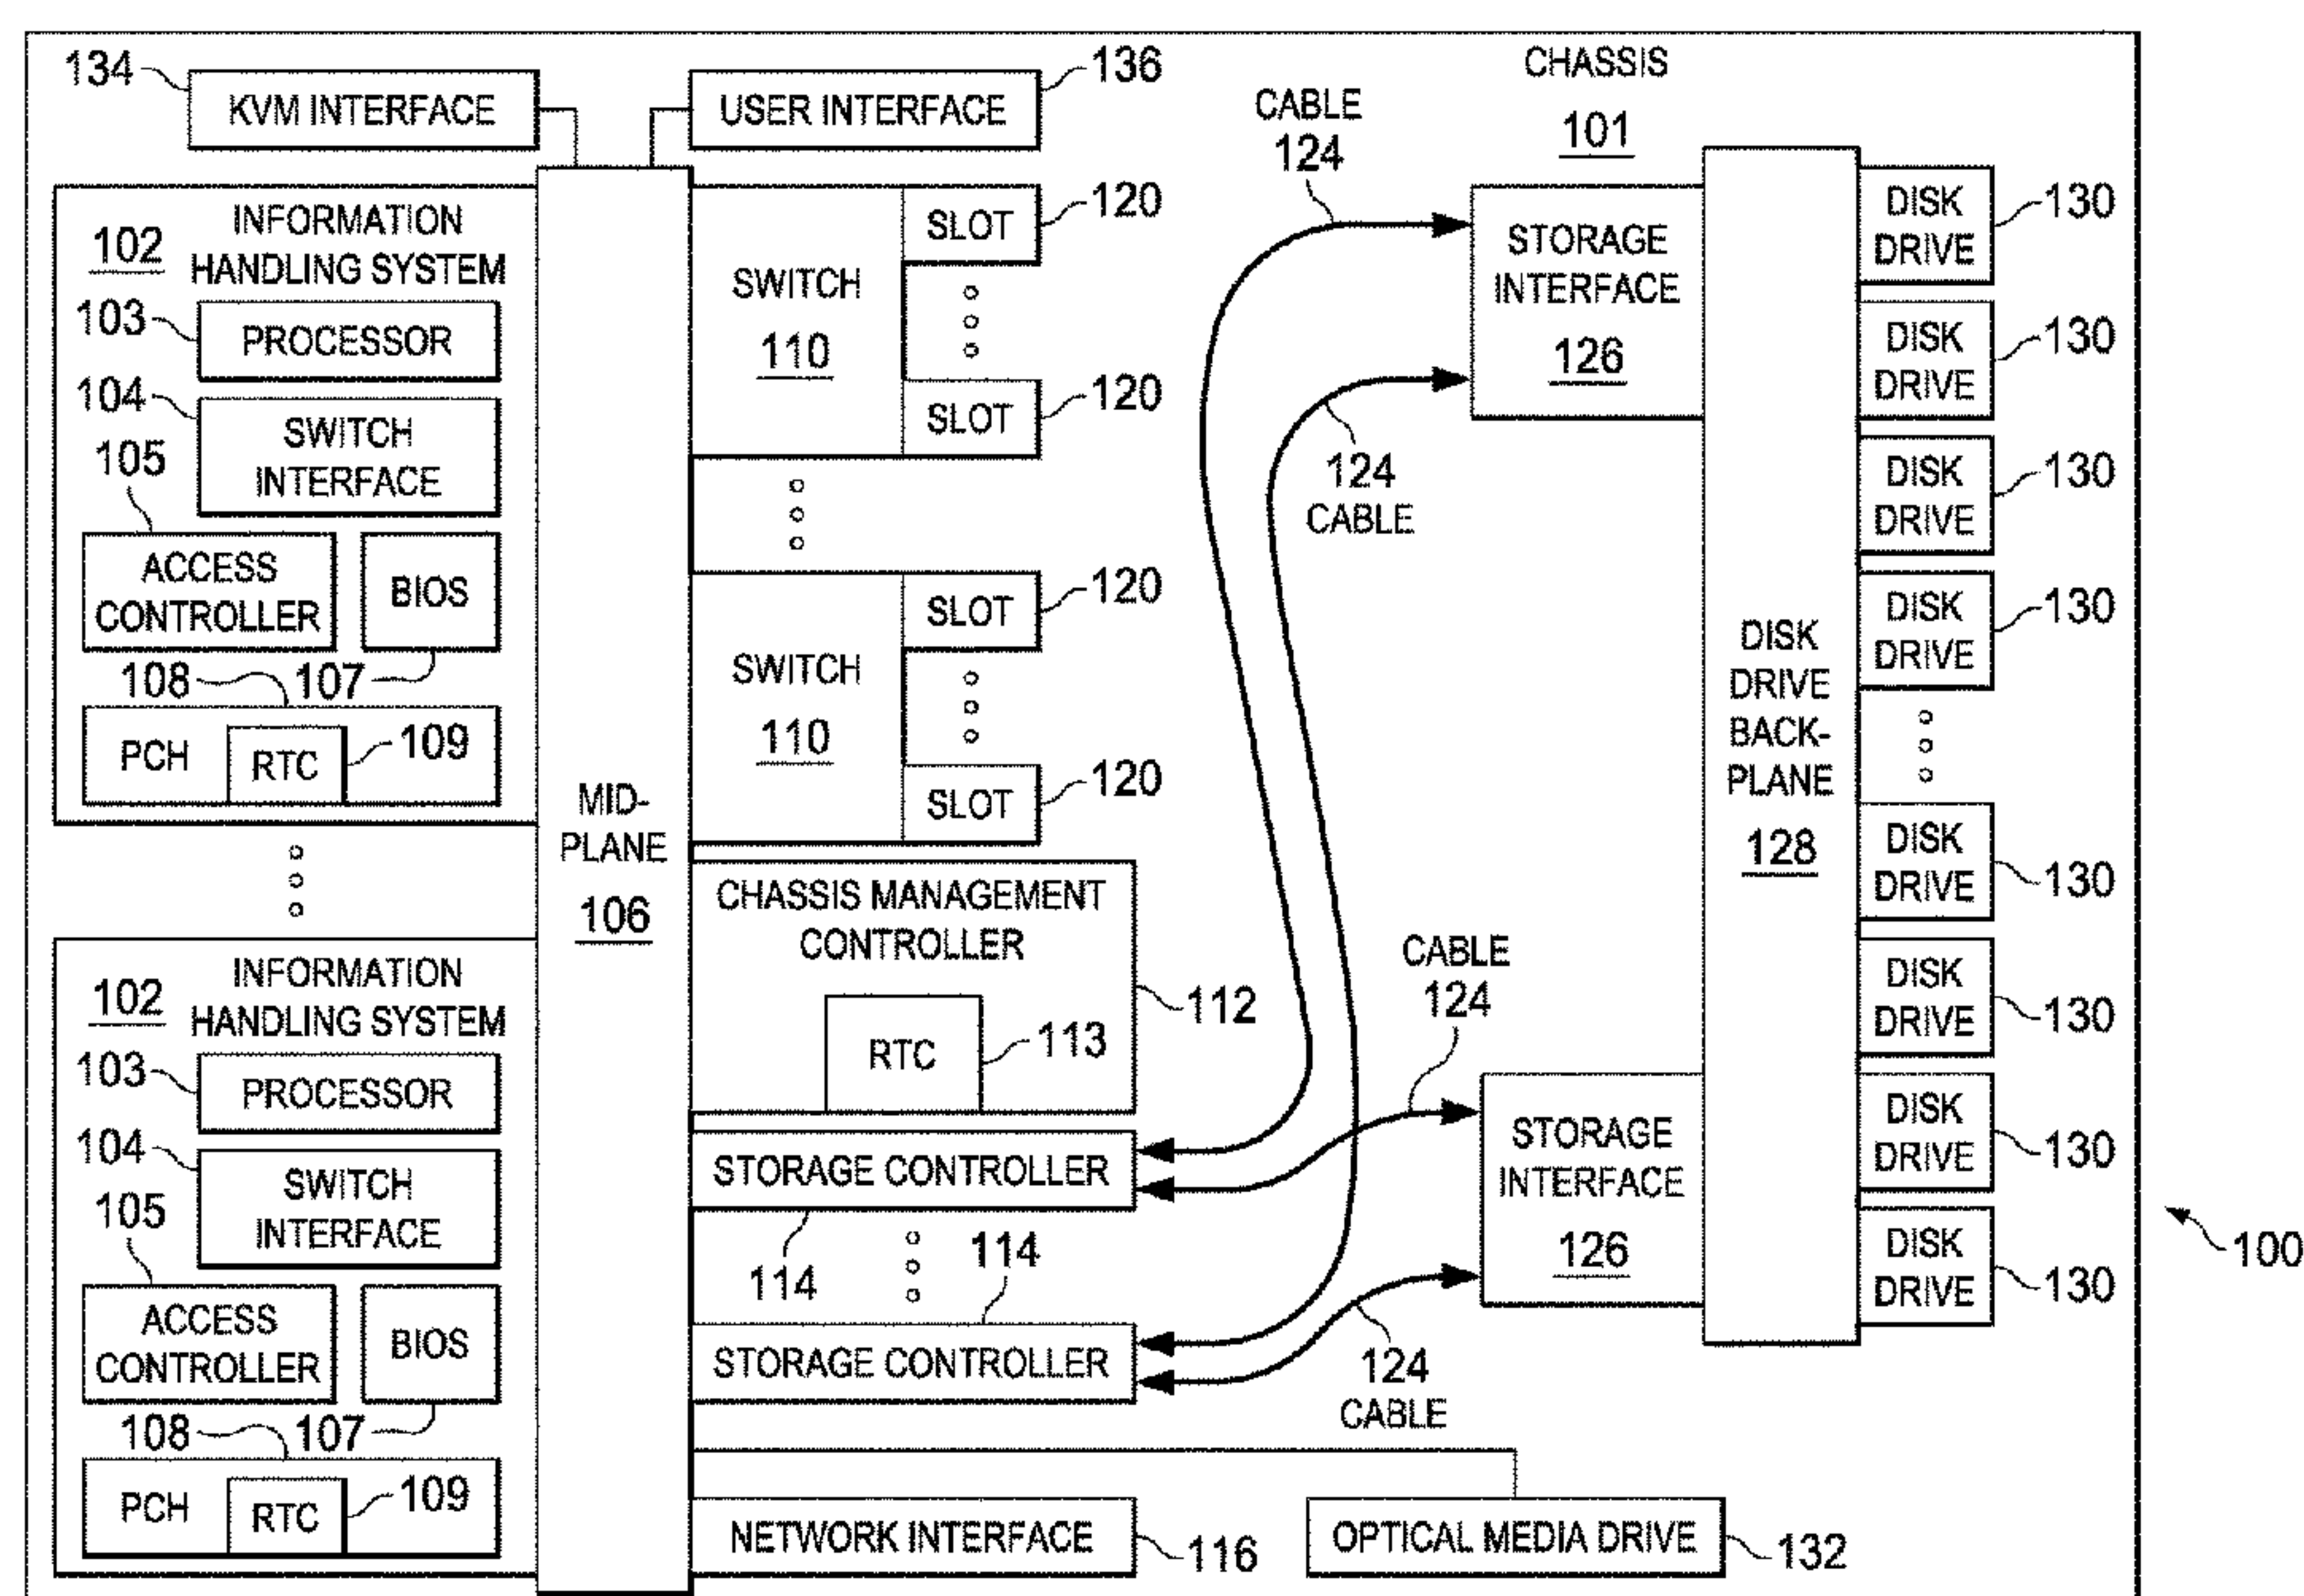 134
KVM INTERFACE
USER INTERFACE
136
CHASSIS
101
CABLE
124
INFORMATION
HANDLING SYSTEM
102
103
PROCESSOR
104
SWITCH
INTERFACE
105
ACCESS
CONTROLLER
BIOS
108
107
PCH
RTC
109
INFORMATION
HANDLING SYSTEM
102
103
PROCESSOR
104
SWITCH
INTERFACE
105
ACCESS
CONTROLLER
BIOS
108
107
PCH
RTC
109
MID-
PLANE
106
SWITCH
110
SLOT
120
SLOT
120
SWITCH
110
SLOT
120
SLOT
120
CHASSIS MANAGEMENT
CONTROLLER
112
RTC
113
STORAGE CONTROLLER
114
114
STORAGE CONTROLLER
NETWORK INTERFACE
116
OPTICAL MEDIA DRIVE
132
124
CABLE
CABLE
124
124
CABLE
STORAGE
INTERFACE
126
STORAGE
INTERFACE
126
DISK
DRIVE
BACK-
PLANE
128
DISK
DRIVE
130
DISK
DRIVE
130
DISK
DRIVE
130
DISK
DRIVE
130
DISK
DRIVE
130
DISK
DRIVE
130
DISK
DRIVE
130
DISK
DRIVE
130
100